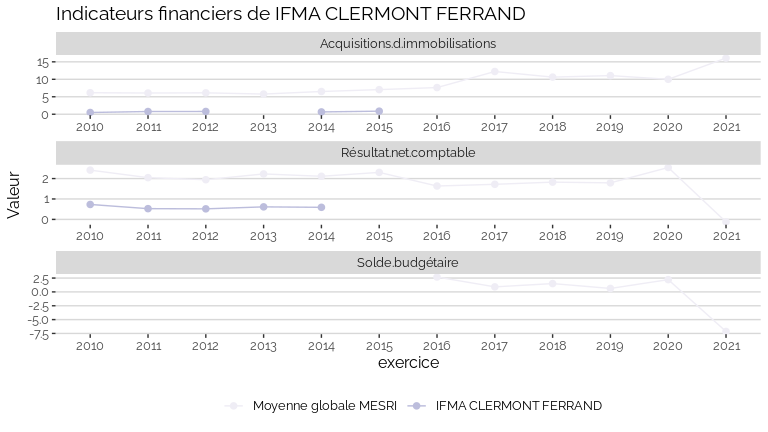 Indicateurs financiers de IFMA CLERMONT FERRAND
Acquisitions.d.immobilisations
15
10
5
0
2010 2011 2012 2013 2014 2015 2016 2017 2018 2019 2020 2021
Résultat.net.comptable
2
1
0
2010 2011 2012 2013 2014 2015 2016 2017 2018 2019 2020 2021
Valeur
Solde.budgétaire
2.5
0.0
-2.5
-5.0
-7.5
2010 2011 2012 2013 2014 2015 2016 2017 2018 2019 2020 2021
exercice
Moyenne globale MESRI IFMA CLERMONT FERRAND